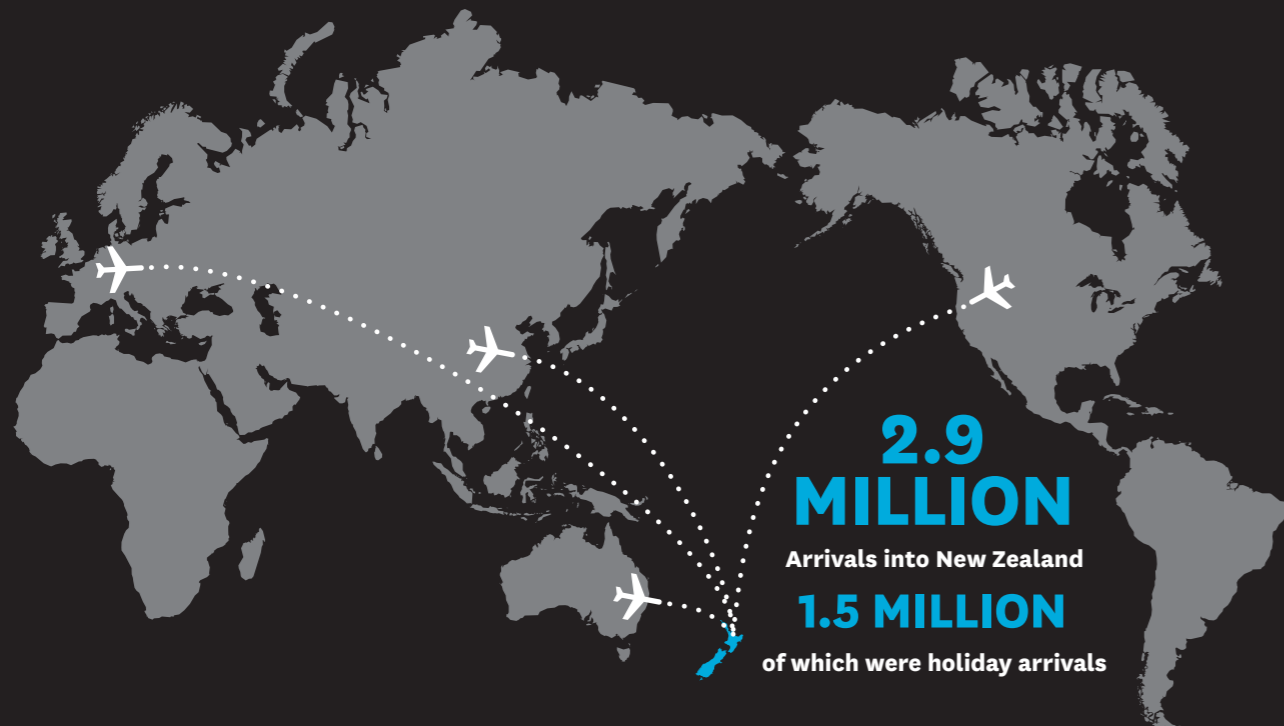 2.9
MILLION
Arrivals into New Zealand
1.5 MILLION
of which were holiday arrivals